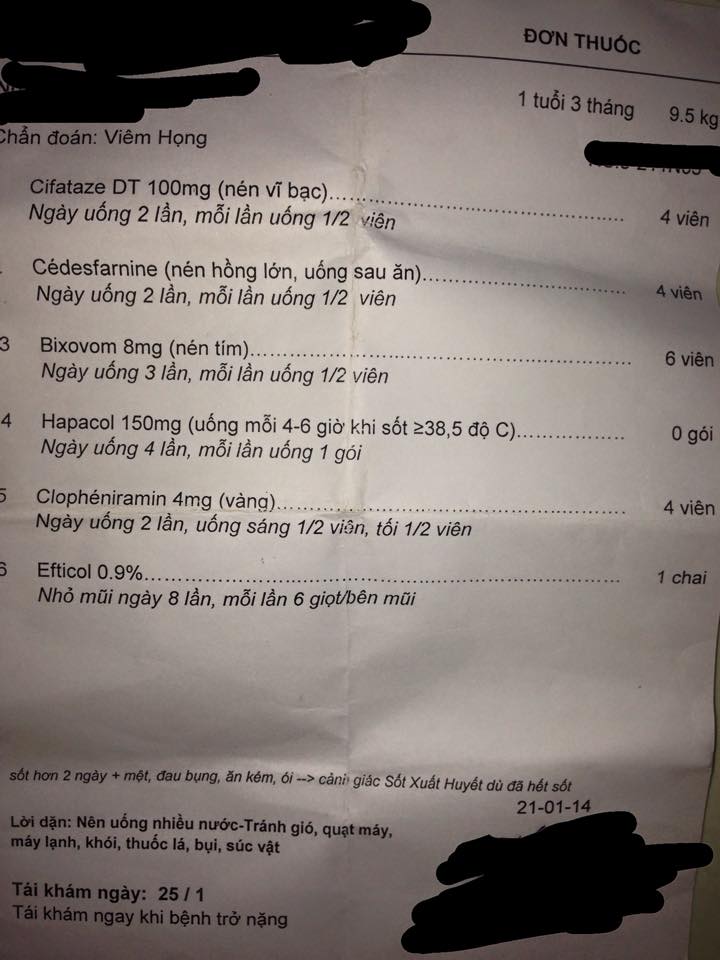 ĐƠN THUỐC
1 tuổi 3 tháng 9.5 kg
Chẩn đoán: Viêm Họng
Cifataze DT 100mg (nén vĩ bạc)........................................ 4 viên
Ngày uống 2 lần, mỗi lần uống 1/2 viên
Cédesfarnine (nén hồng lớn, uống sau ăn)........................ 4 viên
Ngày uống 2 lần, mỗi lần uống 1/2 viên
3 Bixovom 8mg (nén tím).................................................. 6 viên
Ngày uống 3 lần, mỗi lần uống 1/2 viên
4 Hapacol 150mg (uống mỗi 4-6 giờ khi sốt ≥38,5 độ C)............ 0 gói
Ngày uống 4 lần, mỗi lần uống 1 gói
5 Clophéniramin 4mg (vàng)............................................. 4 viên
Ngày uống 2 lần, uống sáng 1/2 viên, tối 1/2 viên
6 Efticol 0.9%............................................................... 1 chai
Nhỏ mũi ngày 8 lần, mỗi lần 6 giọt/bên mũi
sốt hơn 2 ngày + mệt, đau bụng, ăn kém, ói --> cảnh giác Sốt Xuất Huyết dù đã hết sốt
21-01-14
Lời dặn: Nên uống nhiều nước-Tránh gió, quạt máy,
máy lạnh, khói, thuốc lá, bụi, súc vật
Tái khám ngày: 25 / 1
Tái khám ngay khi bệnh trở nặng